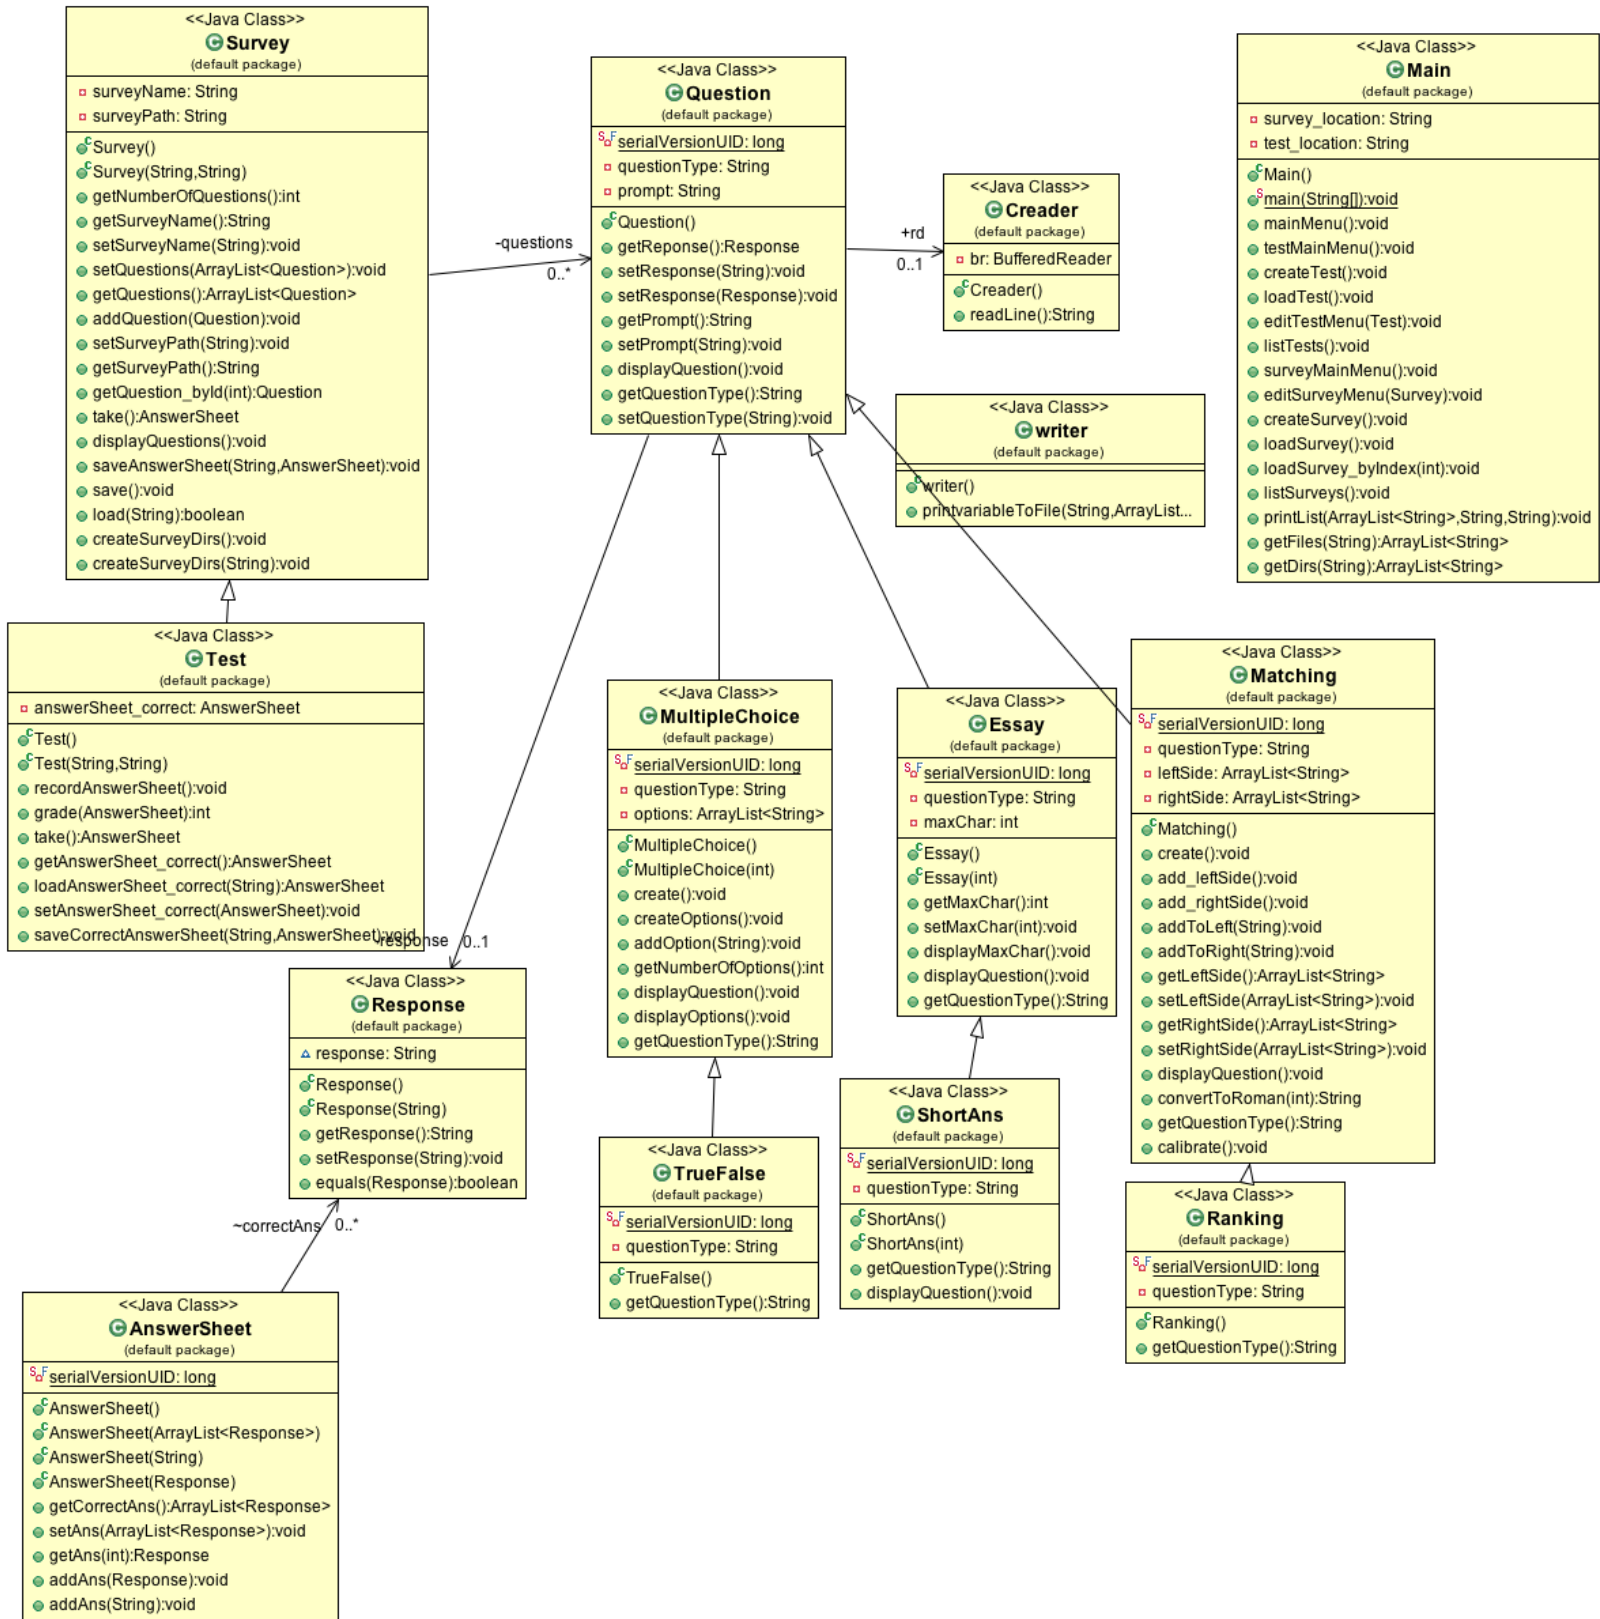 <<Java Class>>
Survey
(default package)
surveyName: String
surveyPath: String
Survey()
Survey(String,String)
getNumberOfQuestions():int
getSurveyName():String
setSurveyName(String):void
setQuestions(ArrayList<Question>):void
getQuestions():ArrayList<Question>
addQuestion(Question):void
setSurveyPath(String):void
getSurveyPath():String
getQuestion_byId(int):Question
take():AnswerSheet
displayQuestions():void
saveAnswerSheet(String,AnswerSheet):void
save():void
load(String):boolean
createSurveyDirs():void
createSurveyDirs(String):void
-questions
0..*
<<Java Class>>
Question
(default package)
serialVersionUID: long
questionType: String
prompt: String
Question()
getReponse():Response
setResponse(String):void
setResponse(Response):void
getPrompt():String
setPrompt(String):void
displayQuestion():void
getQuestionType():String
setQuestionType(String):void
+rd
0..1
<<Java Class>>
Creader
(default package)
br: BufferedReader
Creader()
readLine():String
<<Java Class>>
writer
(default package)
writer()
printvariableToFile(String,ArrayList...
<<Java Class>>
Main
(default package)
survey_location: String
test_location: String
Main()
main(String[]):void
mainMenu():void
testMainMenu():void
createTest():void
loadTest():void
editTestMenu(Test):void
listTests():void
surveyMainMenu():void
editSurveyMenu(Survey):void
createSurvey():void
loadSurvey():void
loadSurvey_byIndex(int):void
listSurveys():void
printList(ArrayList<String>,String,String):void
getFiles(String):ArrayList<String>
getDirs(String):ArrayList<String>
<<Java Class>>
Test
(default package)
answerSheet_correct: AnswerSheet
Test()
Test(String,String)
recordAnswerSheet():void
grade(AnswerSheet):int
take():AnswerSheet
getAnswerSheet_correct():AnswerSheet
loadAnswerSheet_correct(String):AnswerSheet
setAnswerSheet_correct(AnswerSheet):void
saveCorrectAnswerSheet(String,AnswerSheet):void
-response
0..1
<<Java Class>>
Response
(default package)
response: String
Response()
Response(String)
getResponse():String
setResponse(String):void
equals(Response):boolean
~correctAns
0..*
<<Java Class>>
AnswerSheet
(default package)
serialVersionUID: long
AnswerSheet()
AnswerSheet(ArrayList<Response>)
AnswerSheet(String)
AnswerSheet(Response)
getCorrectAns():ArrayList<Response>
setAns(ArrayList<Response>):void
getAns(int):Response
addAns(Response):void
addAns(String):void
<<Java Class>>
MultipleChoice
(default package)
serialVersionUID: long
questionType: String
options: ArrayList<String>
MultipleChoice()
MultipleChoice(int)
create():void
createOptions():void
addOption(String):void
getNumberOfOptions():int
displayQuestion():void
displayOptions():void
getQuestionType():String
<<Java Class>>
TrueFalse
(default package)
serialVersionUID: long
questionType: String
TrueFalse()
getQuestionType():String
<<Java Class>>
Essay
(default package)
serialVersionUID: long
questionType: String
maxChar: int
Essay()
Essay(int)
getMaxChar():int
setMaxChar(int):void
displayMaxChar():void
displayQuestion():void
getQuestionType():String
<<Java Class>>
ShortAns
(default package)
serialVersionUID: long
questionType: String
ShortAns()
ShortAns(int)
getQuestionType():String
displayQuestion():void
<<Java Class>>
Matching
(default package)
serialVersionUID: long
questionType: String
leftSide: ArrayList<String>
rightSide: ArrayList<String>
Matching()
create():void
add_leftSide():void
add_rightSide():void
addToLeft(String):void
addToRight(String):void
getLeftSide():ArrayList<String>
setLeftSide(ArrayList<String>):void
getRightSide():ArrayList<String>
setRightSide(ArrayList<String>):void
displayQuestion():void
convertToRoman(int):String
getQuestionType():String
calibrate():void
<<Java Class>>
Ranking
(default package)
serialVersionUID: long
questionType: String
Ranking()
getQuestionType():String